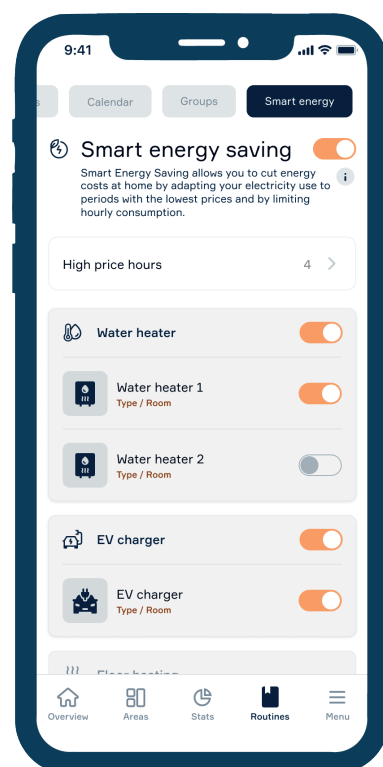 9:41
s Calendar Groups Smart energy
Smart energy saving
Smart Energy Saving allows you to cut energy
costs at home by adapting your electricity use to
periods with the lowest prices and by limiting
hourly consumption.
i
High price hours 4
Water heater
Water heater 1
Type / Room
Water heater 2
Type / Room
EV charger
EV charger
Type / Room
Floor heating
Overview Areas Stats Routines Menu